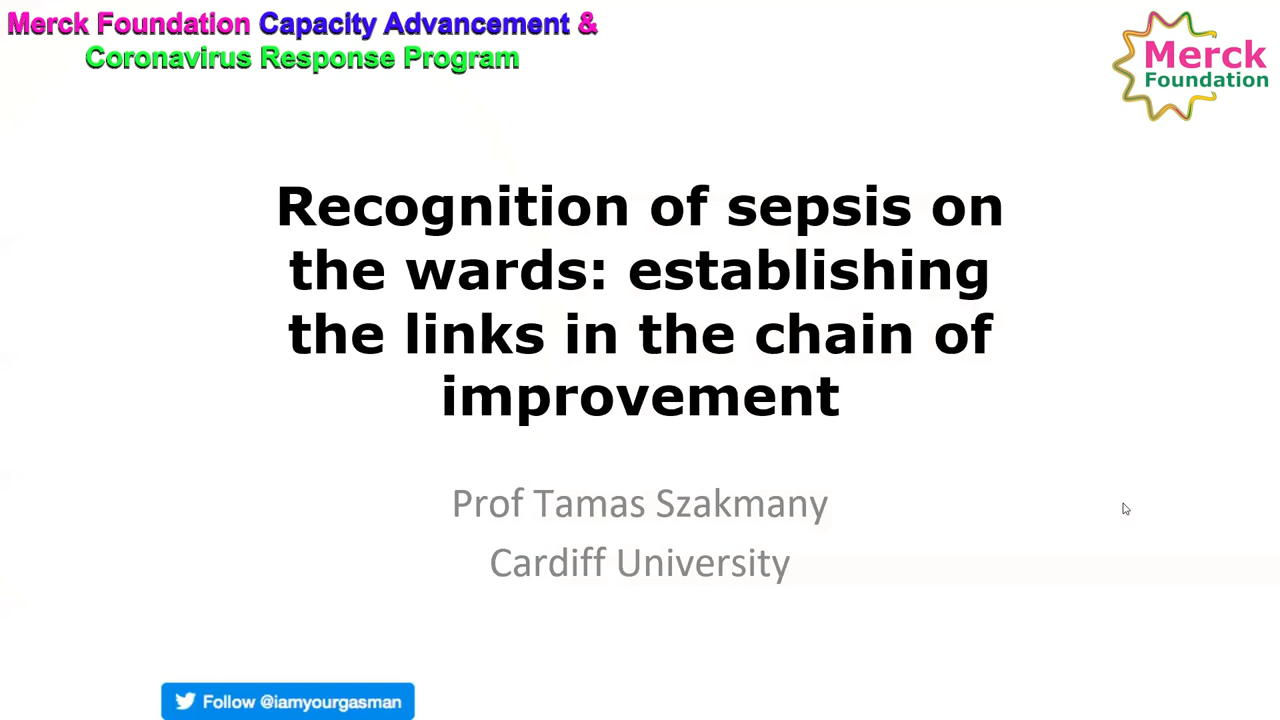 Merck Foundation Capacity Advancement &
Coronavirus Response Program
Merck
Foundation
Recognition of sepsis on
the wards: establishing
the links in the chain of
improvement
Prof Tamas Szakmany
Cardiff University
Follow @iamyourgasman